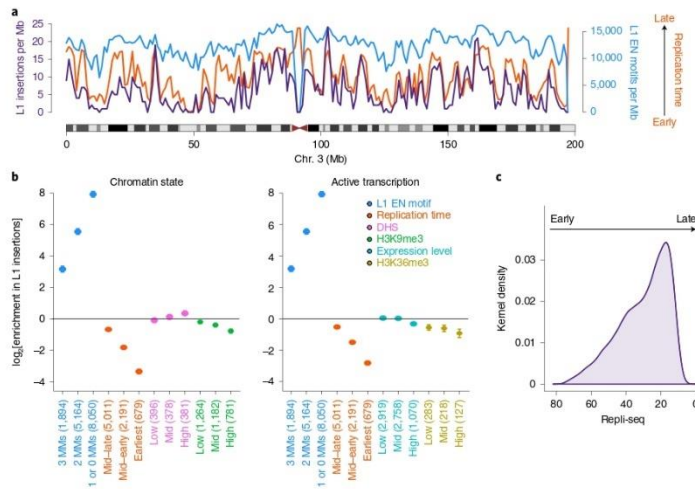 a
L1 insertions per Mb
25
20
15
10
5
0
15,000
10,000
5,000
0
L1 EN motifs per Mb
Late
Replication time
Early
0
50
100
150
200
Chr. 3 (Mb)
b
Chromatin state
Active transcription
log2[enrichment in L1 insertions]
8
6
4
2
0
−2
−4
8
6
4
2
0
−2
−4
L1 EN motif
Replication time
DHS
H3K9me3
Expression level
H3K36me3
3 MMs (1,894)
2 MMs (5,164)
1 or 0 MMs (8,050)
Mid–late (5,011)
Mid–early (2,191)
Earliest (679)
Low (396)
Mid (378)
High (381)
Low (1,264)
Mid (1,182)
High (781)
3 MMs (1,894)
2 MMs (5,164)
1 or 0 MMs (8,050)
Mid–late (5,011)
Mid–early (2,191)
Earliest (679)
Low (2,919)
Mid (2,758)
High (1,070)
Low (283)
Mid (218)
High (127)
c
Early
Late
Kernel density
0.03
0.02
0.01
0
80
60
40
20
0
Repli-seq